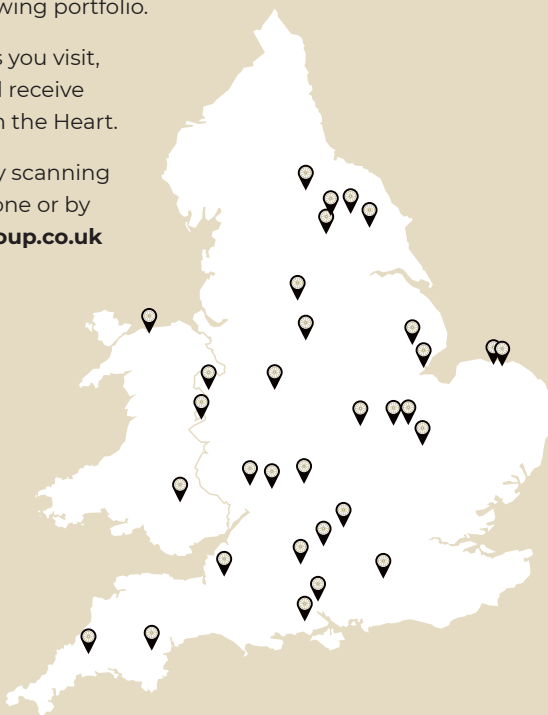 wing portfolio.
you visit,
receive
the Heart.
scanning
one or by
oup.co.uk